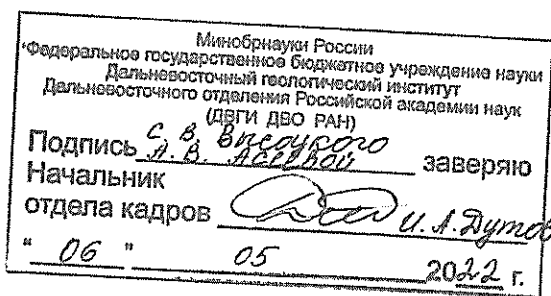 Минобрнауки России
Федеральное государственное бюджетное учреждение науки
Дальневосточный геологический институт
Дальневосточного отделения Российской академии наук
(ДВГИ ДВО РАН)
С. В. Высоцкого
Подпись А. В. Асеевой заверяю
Начальник
отдела кадров И. А. Дутов
" 06 " 05 2022 г.